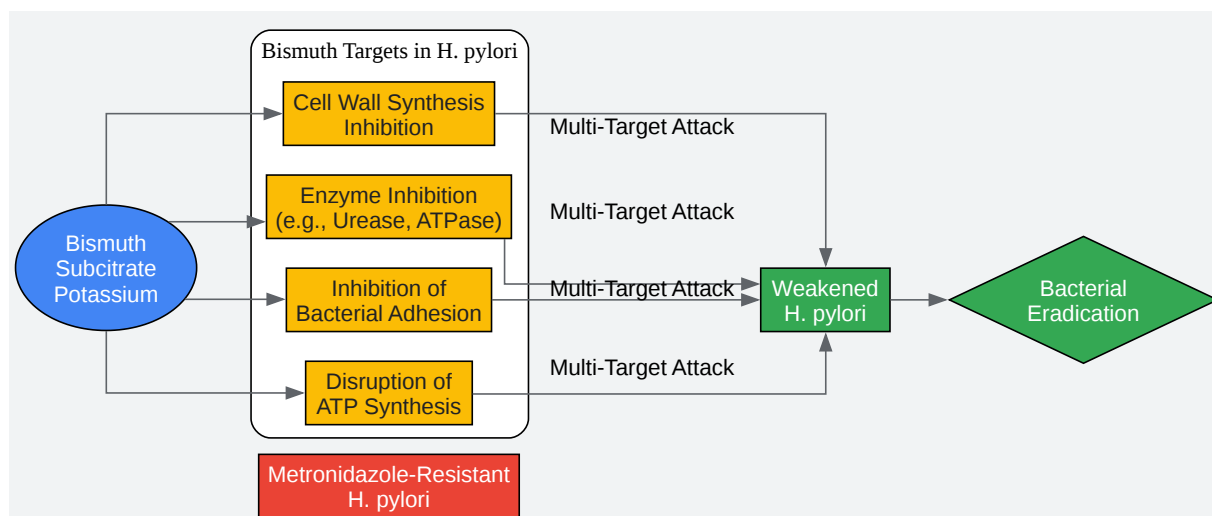 Bismuth Targets in H. pylori
Cell Wall Synthesis
Inhibition
Multi-Target Attack
Enzyme Inhibition
(e.g., Urease, ATPase)
Multi-Target Attack
Bismuth
Subcitrate
Potassium
Inhibition of
Bacterial Adhesion
Multi-Target Attack
Weakened
H. pylori
Bacterial
Eradication
Disruption of
ATP Synthesis
Multi-Target Attack
Metronidazole-Resistant
H. pylori